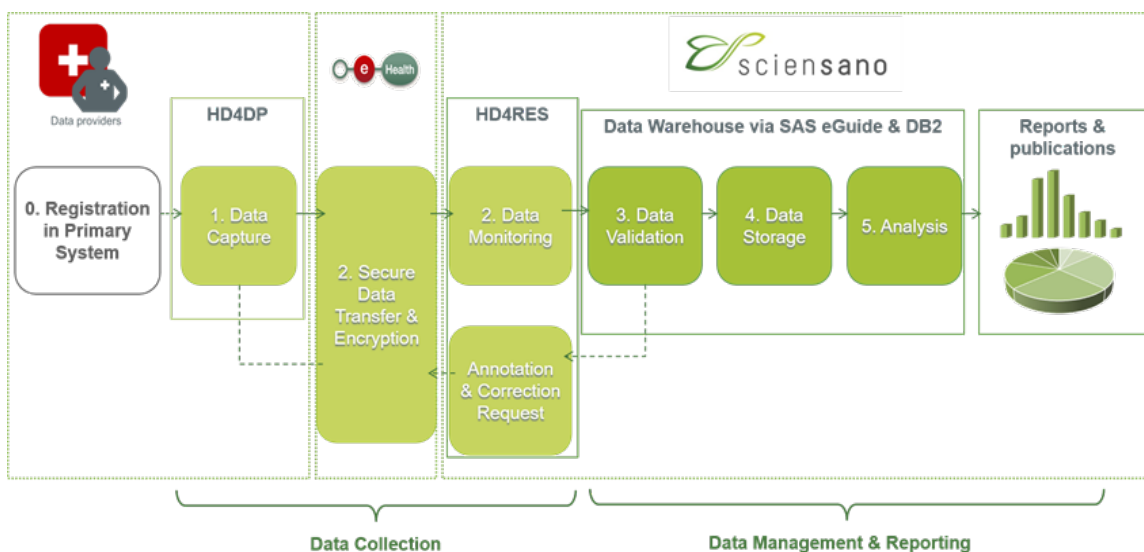 Data providers
e
Health
sciensano
HD4DP
HD4RES
Data Warehouse via SAS eGuide & DB2
Reports &
publications
0. Registration
in Primary
System
1. Data
Capture
2. Secure
Data
Transfer &
Encryption
2. Data
Monitoring
3. Data
Validation
4. Data
Storage
5. Analysis
Annotation
& Correction
Request
Data Collection
Data Management & Reporting